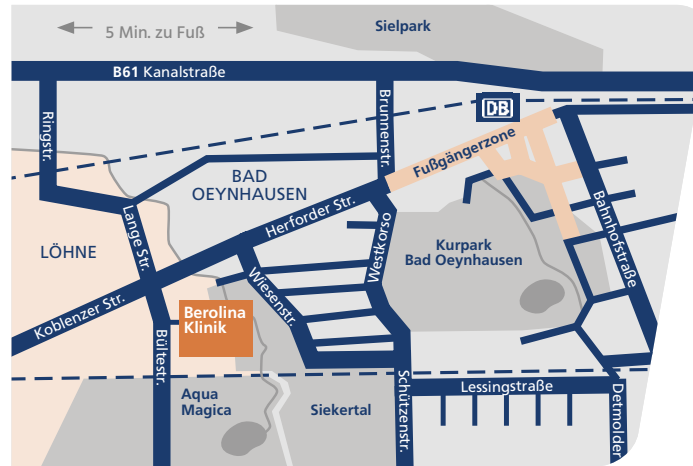 5 Min. zu Fuß
Sielpark
B61 Kanalstraße
DB
Ringstr.
Brunnenstr.
Fußgängerzone
BAD
OEYNHAUSEN
Herforder Str.
Bahnhofstraße
Lange Str.
Westkorso
LÖHNE
Kurpark
Bad Oeynhausen
Koblenzer Str.
Wiesenstr.
Berolina
Klinik
Bültestr.
Aqua
Magica
Siekertal
Schützenstr.
Lessingstraße
Detmolder